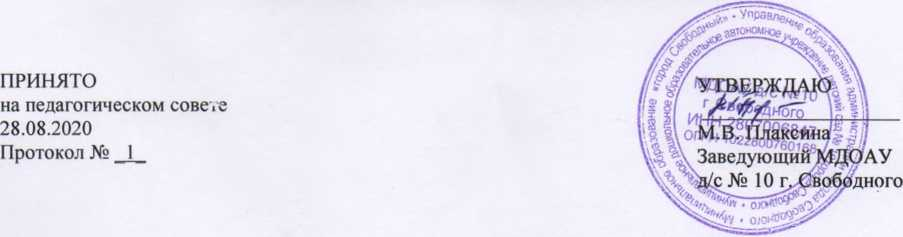 ПРИНЯТО
на педагогическом совете
28.08.2020
Протокол № 1
УТВЕРЖДАЮ
М.В. Плаксина
Заведующий МДОАУ
д/с № 10 г. Свободного